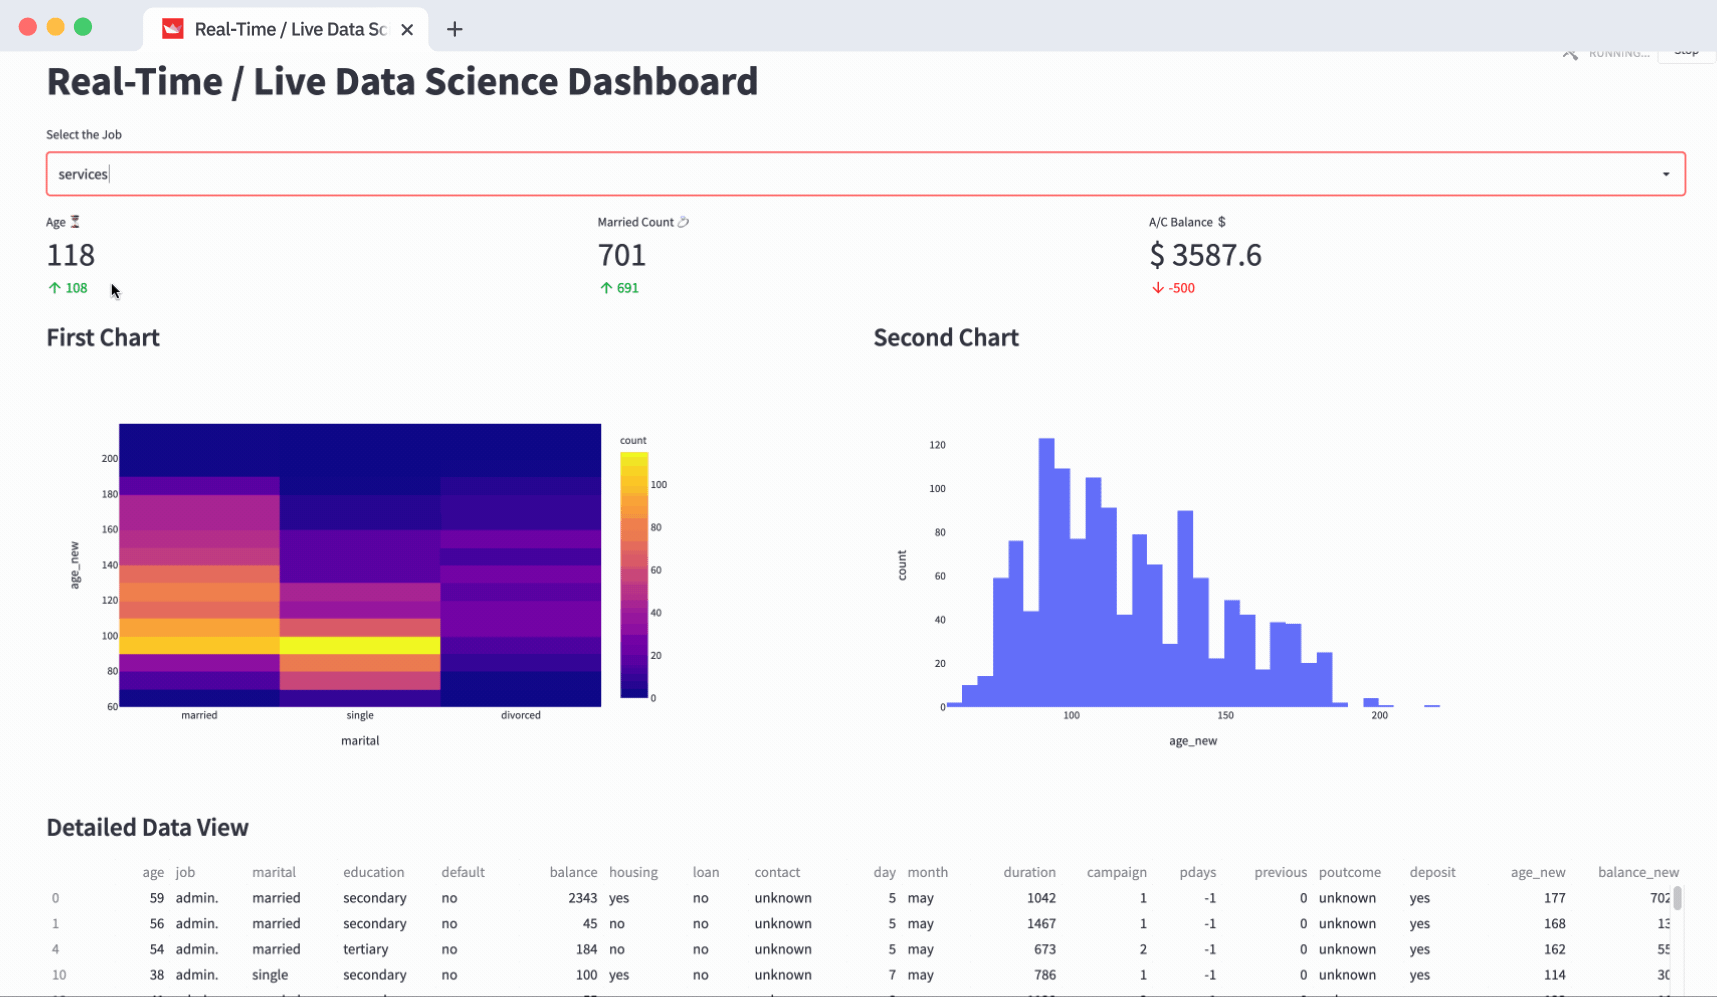 Real-Time / Live Data Sc
RUNNING... Stop
Real-Time / Live Data Science Dashboard
Select the Job
services
Age Married Count A/C Balance $
118 701 $ 3587.6
108 691 -500
First Chart Second Chart
count
100
80
60
40
20
0
200
180
160
140
120
100
80
60
age_new
married single divorced
marital
120
100
80
60
40
20
0
count
100 150 200
age_new
Detailed Data View
age job marital education default balance housing loan contact day month duration campaign pdays previous poutcome deposit age_new balance_new
0 59 admin. married secondary no 2343 yes no unknown 5 may 1042 1 -1 0 unknown yes 177 702
1 56 admin. married secondary no 45 no no unknown 5 may 1467 1 -1 0 unknown yes 168 13
4 54 admin. married tertiary no 184 no no unknown 5 may 673 2 -1 0 unknown yes 162 55
10 38 admin. single secondary no 100 yes no unknown 7 may 786 1 -1 0 unknown yes 114 30